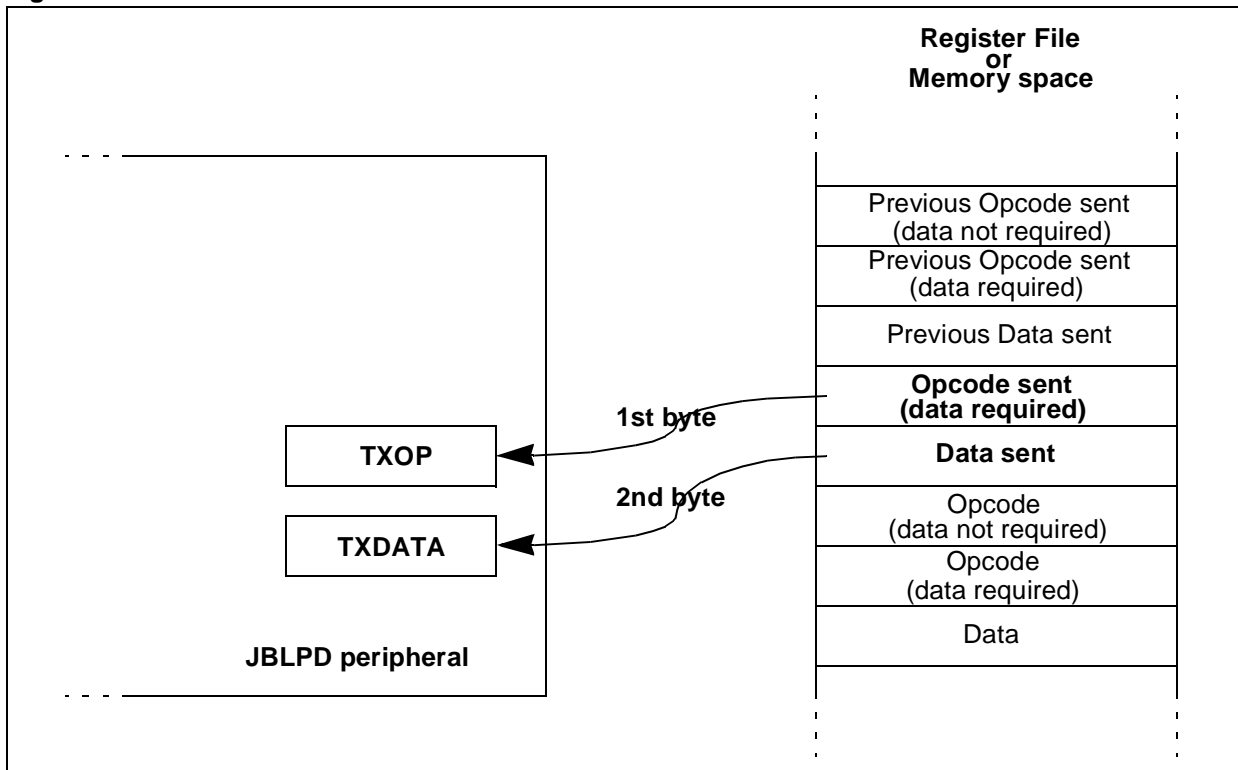 Register File
or
Memory space
Previous Opcode sent
(data not required)
Previous Opcode sent
(data required)
Previous Data sent
Opcode sent
(data required)
1st byte
TXOP
Data sent
2nd byte
Opcode
(data not required)
TXDATA
Opcode
(data required)
Data
JBLPD peripheral